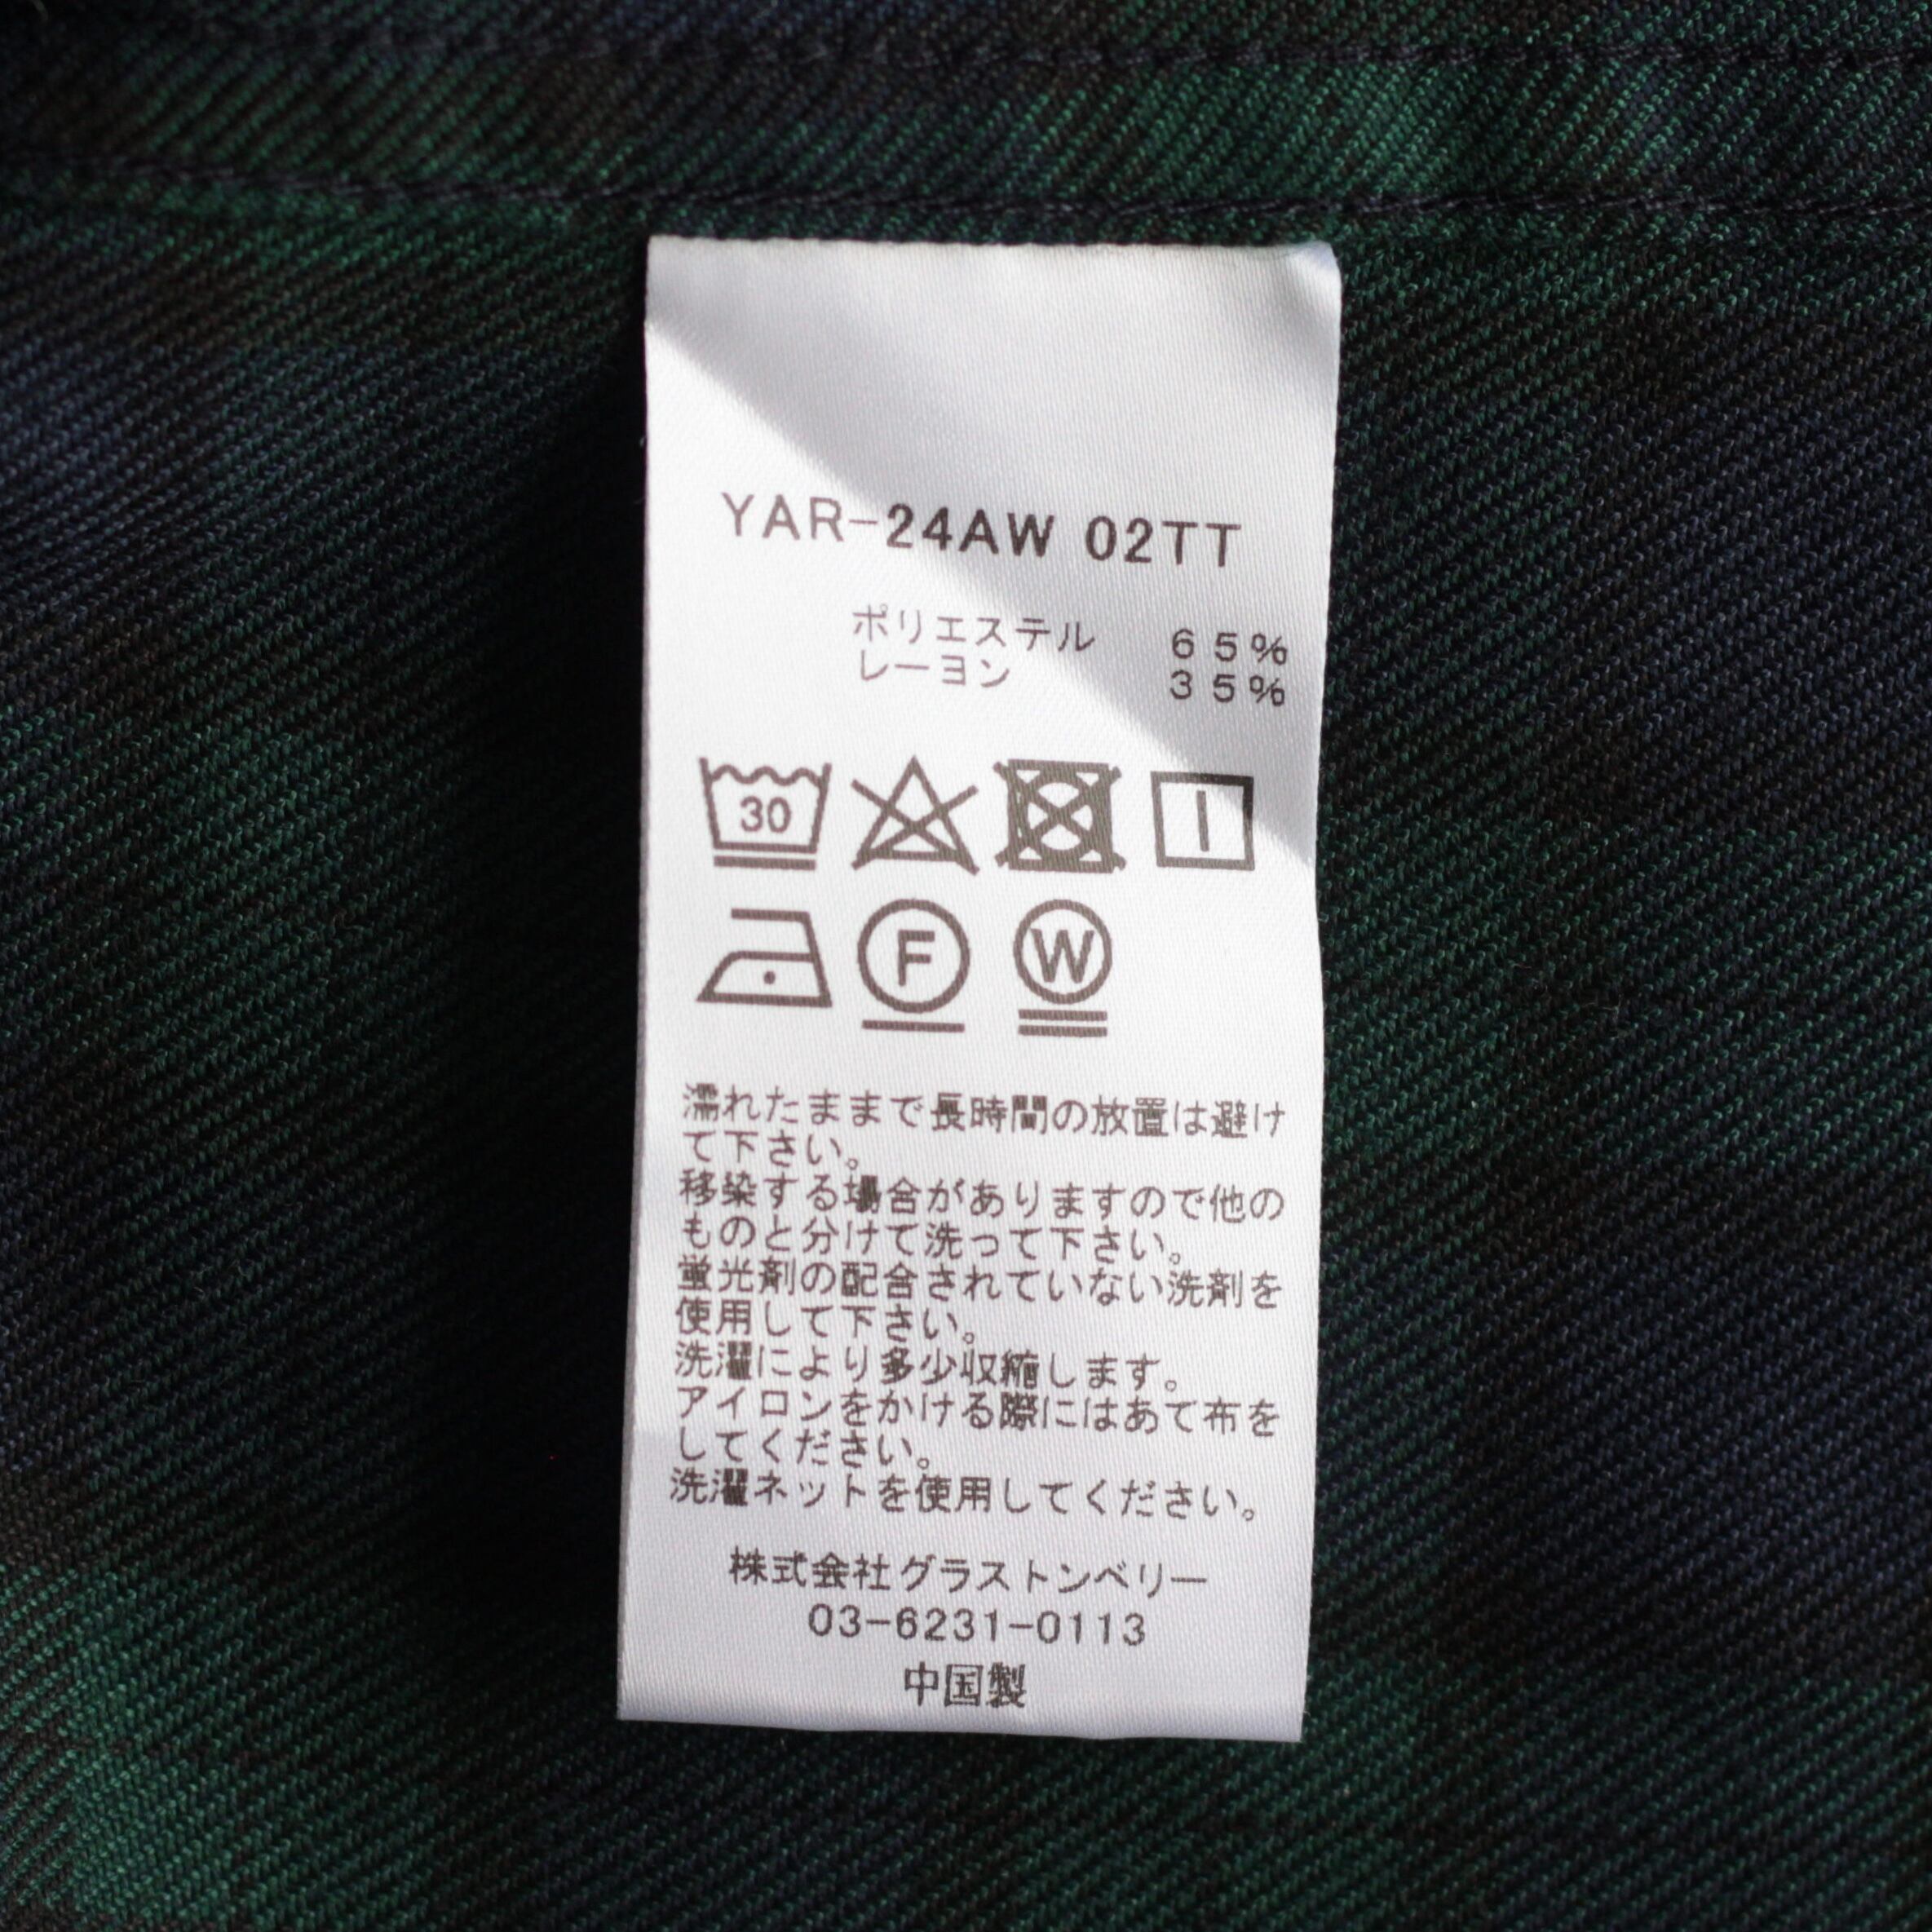 YAR-24AW 02TT
ポリエステル 65%
レーヨン 35%
30
F W
濡れたままで長時間の放置は避け
て下さい。
移染する場合がありますので他の
ものと分けて洗って下さい。
蛍光剤の配合されていない洗剤を
使用して下さい。
洗濯により多少収縮します。
アイロンをかける際にはあて布を
してください。
洗濯ネットを使用してください。
株式会社グラストンベリー
03-6231-0113
中国製